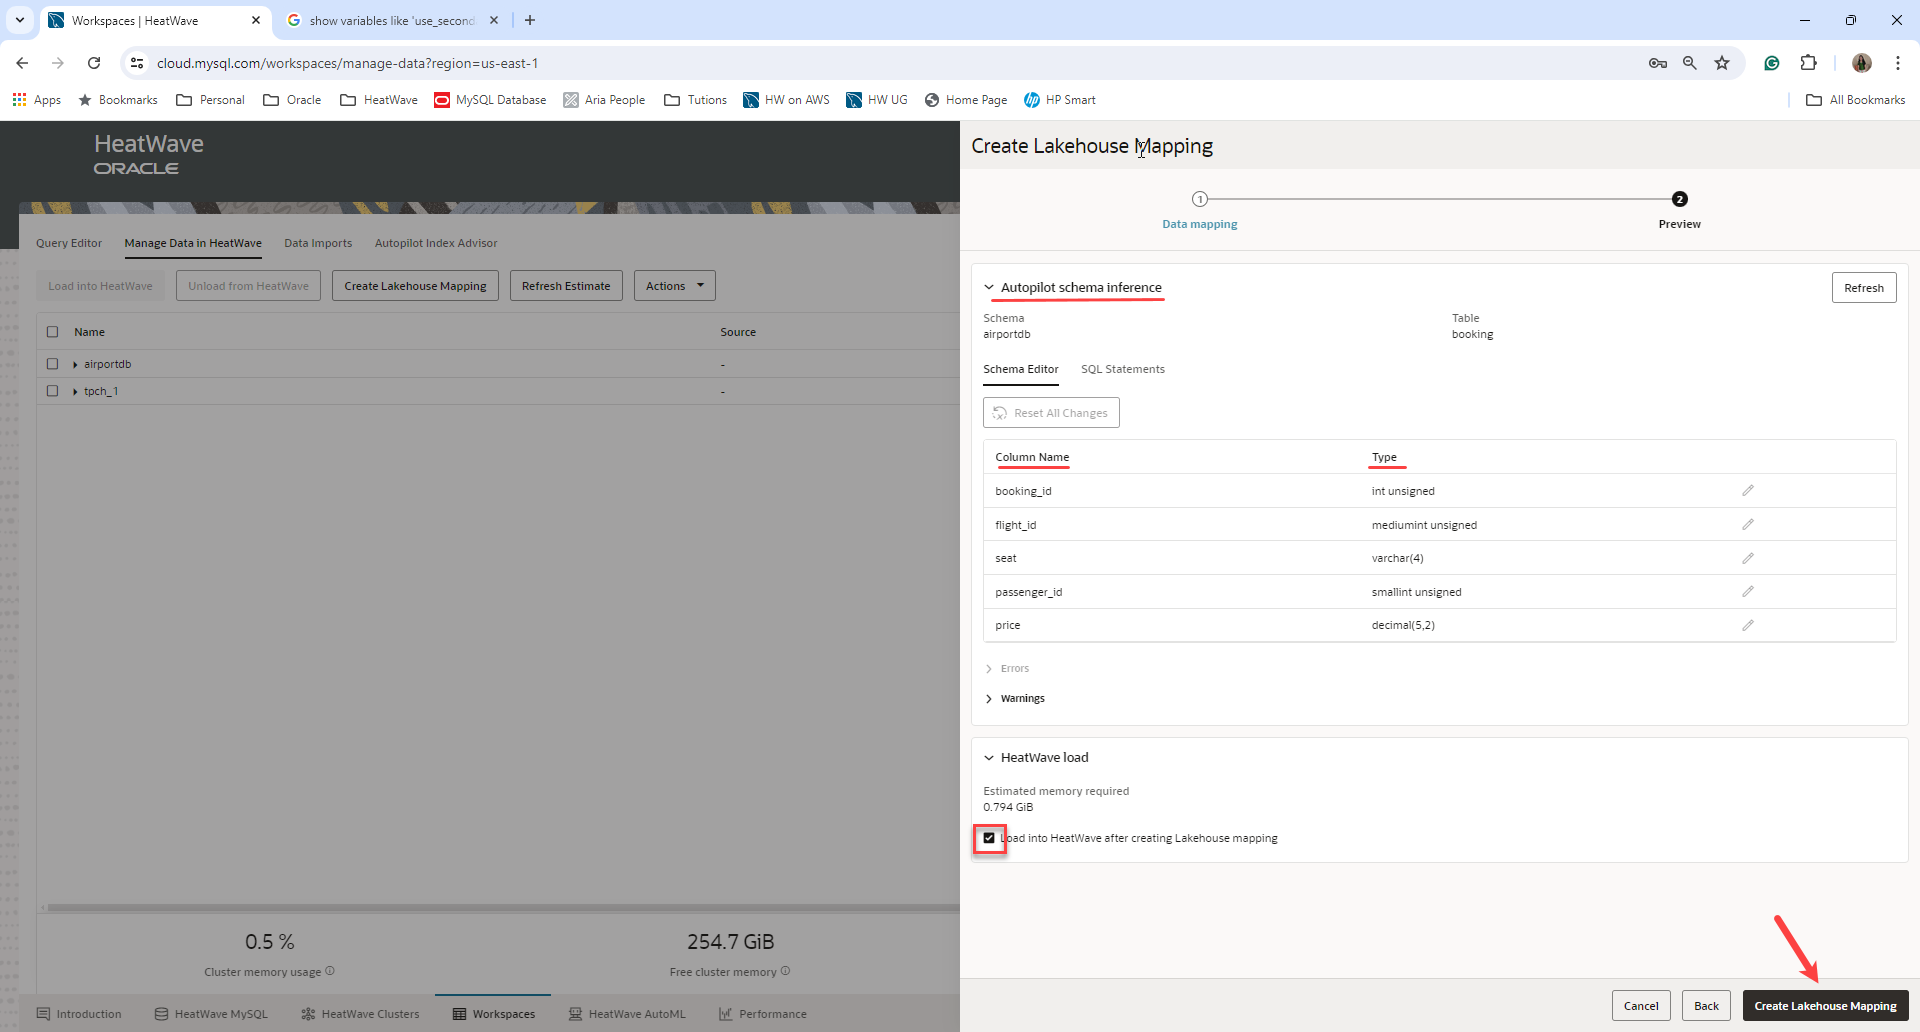 Workspaces | HeatWave
show variables like 'use_second
cloud.mysql.com/workspaces/manage-data?region=us-east-1
Apps
Bookmarks
Personal
Oracle
HeatWave
MySQL Database
Aria People
Tutions
HW on AWS
HW UG
Home Page
HP Smart
All Bookmarks
HeatWave
ORACLE
Query Editor
Manage Data in HeatWave
Data Imports
Autopilot Index Advisor
Load into HeatWave
Unload from HeatWave
Create Lakehouse Mapping
Refresh Estimate
Actions
Name
Source
airportdb
-
tpch_1
-
0.5 %
Cluster memory usage
254.7 GiB
Free cluster memory
Introduction
HeatWave MySQL
HeatWave Clusters
Workspaces
HeatWave AutoML
Performance
Create Lakehouse Mapping
1
Data mapping
2
Preview
Autopilot schema inference
Refresh
Schema
airportdb
Table
booking
Schema Editor
SQL Statements
Reset All Changes
Column Name
Type
booking_id
int unsigned
flight_id
mediumint unsigned
seat
varchar(4)
passenger_id
smallint unsigned
price
decimal(5,2)
Errors
Warnings
HeatWave load
Estimated memory required
0.794 GiB
Load into HeatWave after creating Lakehouse mapping
Cancel
Back
Create Lakehouse Mapping